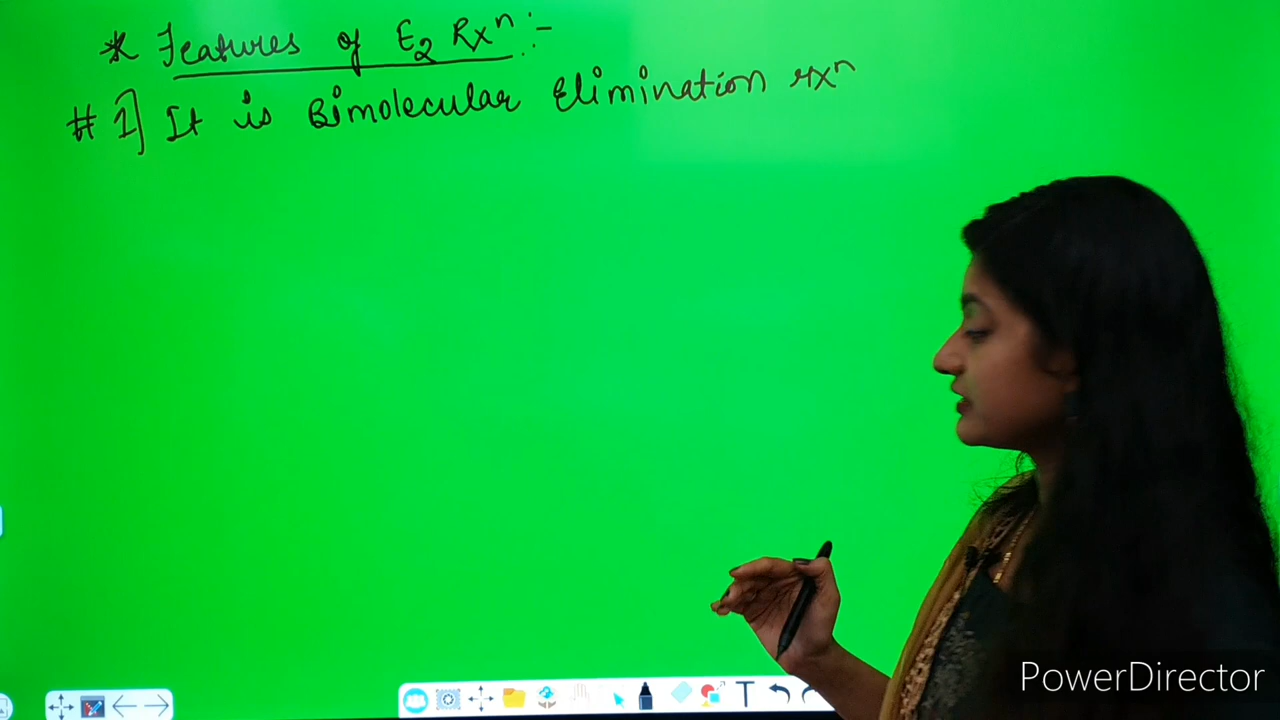 * Features of E₂ Rxⁿ :-
# 1] It is Bimolecular Elimination rxⁿ
T
PowerDirector